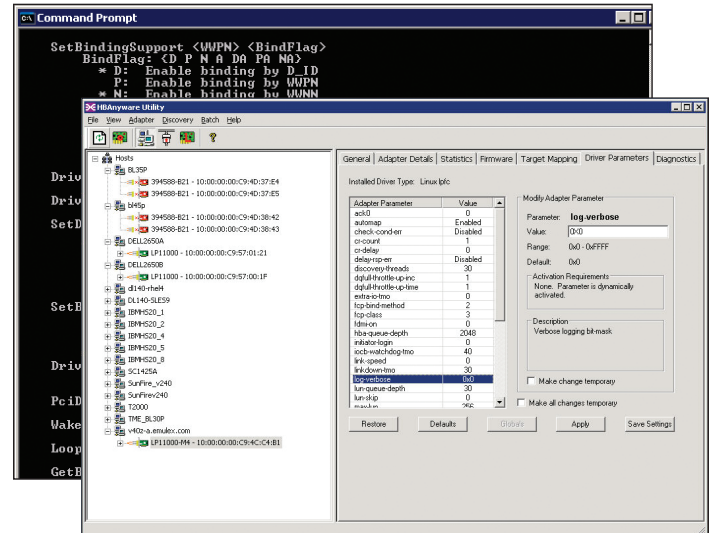 Command Prompt
SetBindingSupport <WWPN> <BindFlag>
BindFlag: {D P N A DA PA NA}
* D: Enable binding by D_ID
P: Enable binding by WWPN
* N: Enable binding by WWNN
Driv
Driv
SetD
SetB
Driv
PciD
Wake
Loop
GetB
HBAnyware Utility
File View Adapter Discovery Batch Help
Hosts
BL35P
394588-B21 - 10:00:00:00:C9:4D:37:E4
394588-B21 - 10:00:00:00:C9:4D:37:E5
bl45p
394588-B21 - 10:00:00:00:C9:4D:38:42
394588-B21 - 10:00:00:00:C9:4D:38:43
DELL2650A
LP11000 - 10:00:00:00:C9:57:01:21
DELL2650B
LP11000 - 10:00:00:00:C9:57:00:1F
dl140-rhel4
DL140-SLES9
IBMHS20_1
IBMHS20_2
IBMHS20_4
IBMHS20_5
IBMHS20_8
SC1425A
SunFire_v240
SunFirev240
T2000
TME_BL30P
v40z-a.emulex.com
LP11000-M4 - 10:00:00:00:C9:4C:C4:B1
General Adapter Details Statistics Firmware Target Mapping Driver Parameters Diagnostics
Installed Driver Type: Linux lpfc
Adapter Parameter Value
ack0 0
automap Enabled
check-cond-err Disabled
cr-count 1
cr-delay 0
delay-rsp-err Disabled
discovery-threads 30
dqfull-throttle-up-inc 1
dqfull-throttle-up-time 1
extra-io-tmo 0
fcp-bind-method 2
fcp-class 3
fdmi-on 0
hba-queue-depth 2048
initiator-login 0
iocb-watchdog-tmo 40
link-speed 0
linkdown-tmo 30
log-verbose 0x0
lun-queue-depth 30
lun-skip 0
max-lun 256
Modify Adapter Parameter
Parameter: log-verbose
Value: 0X0
Range: 0x0 - 0xFFFF
Default: 0x0
Activation Requirements
None. Parameter is dynamically
activated.
Description
Verbose logging bit-mask
Make change temporary
Make all changes temporary
Restore Defaults Globals Apply Save Settings